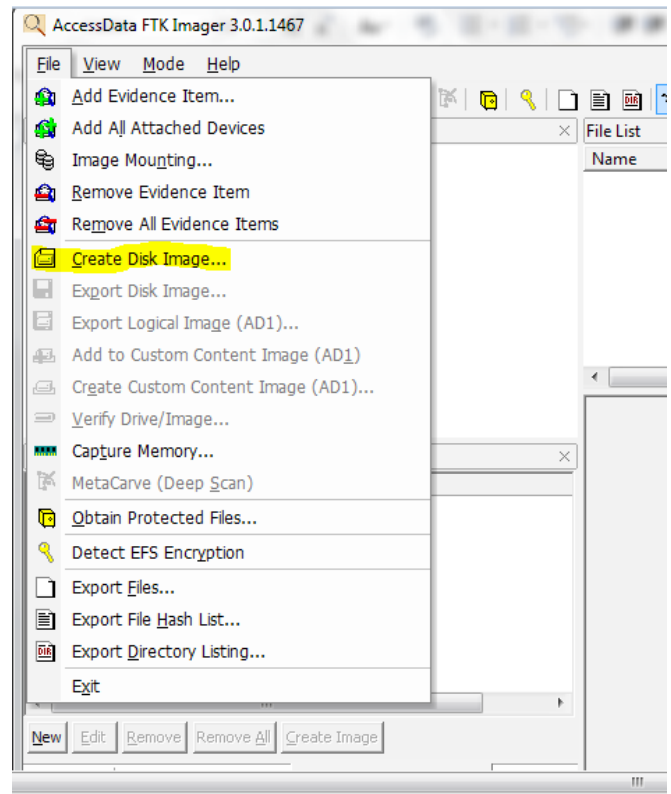 AccessData FTK Imager 3.0.1.1467
File View Mode Help
Add Evidence Item...
Add All Attached Devices
File List
Image Mounting...
Name
Remove Evidence Item
Remove All Evidence Items
Create Disk Image...
Export Disk Image...
Export Logical Image (AD1)...
Add to Custom Content Image (AD1)
Create Custom Content Image (AD1)...
Verify Drive/Image...
Capture Memory...
MetaCarve (Deep Scan)
Obtain Protected Files...
Detect EFS Encryption
Export Files...
Export File Hash List...
DIR Export Directory Listing...
Exit
New Edit Remove Remove All Create Image